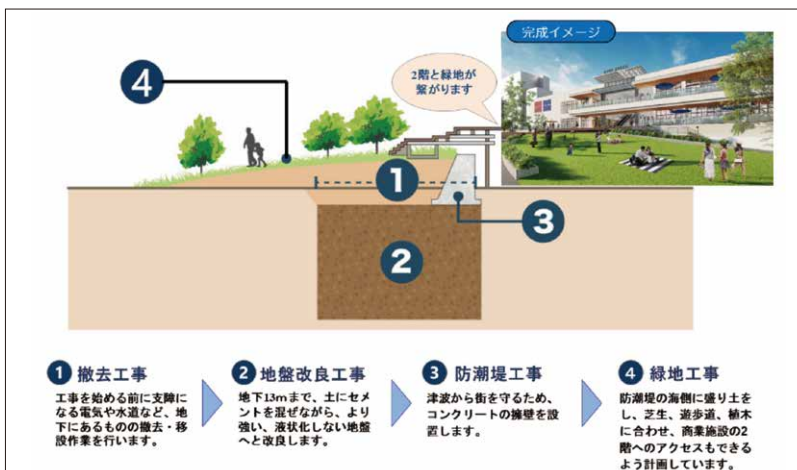 完成イメージ
2階と緑地が
繋がります
4
1
3
2
1 撤去工事
工事を始める前に支障に
なる電気や水道など、地
下にあるものの撤去・移
設作業を行います。
2 地盤改良工事
地下13mまで、土にセメ
ントを混ぜながら、より
強い、液状化しない地盤
へと改良します。
3 防潮堤工事
津波から街を守るため、
コンクリートの擁壁を設
置します。
4 緑地工事
防潮堤の海側に盛り土を
し、芝生、遊歩道、植木
に合わせ、商業施設の2
階へのアクセスもできる
よう計画しています。